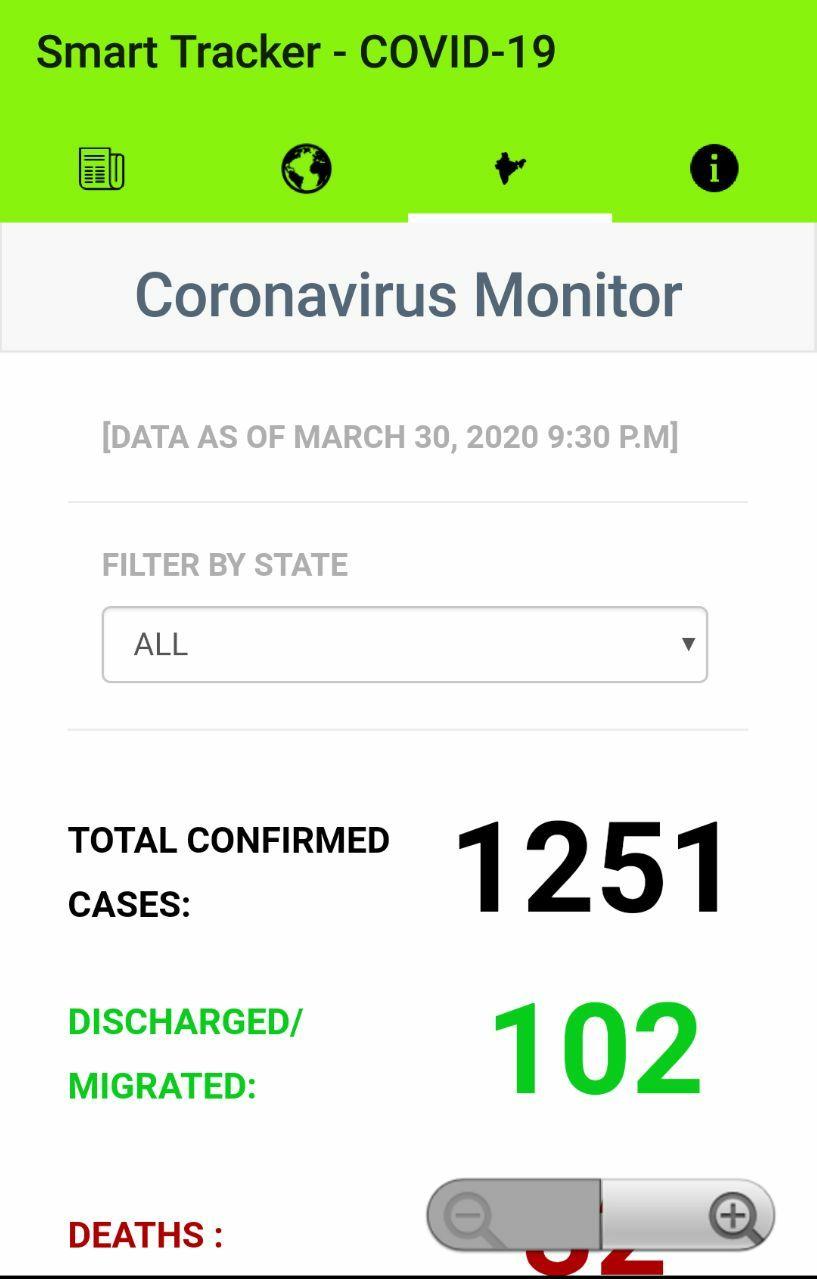 Smart Tracker - COVID-19
Coronavirus Monitor
[DATA AS OF MARCH 30, 2020 9:30 P.M]
FILTER BY STATE
ALL
TOTAL CONFIRMED
CASES:
1251
DISCHARGED/
MIGRATED:
102
DEATHS :